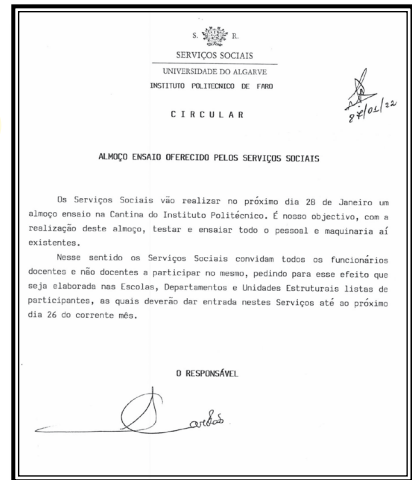 S. R.
SERVIÇOS SOCIAIS
UNIVERSIDADE DO ALGARVE
INSTITUTO POLITECNICO DE FARO
87/01/22
CIRCULAR
ALMOÇO ENSAIO OFERECIDO PELOS SERVIÇOS SOCIAIS
Os Serviços Sociais vão realizar no próximo dia 28 de Janeiro um
almoço ensaio na Cantina do Instituto Politécnico. É nosso objectivo, com a
realização deste almoço, testar e ensaiar todo o pessoal e maquinaria aí
existentes.
Nesse sentido os Serviços Sociais convidam todos os funcionários
docentes e não docentes a participar no mesmo, pedindo para esse efeito que
seja elaborada nas Escolas, Departamentos e Unidades Estruturais listas de
participantes, as quais deverão dar entrada nestes Serviços até ao próximo
dia 26 do corrente mês.
O RESPONSÁVEL